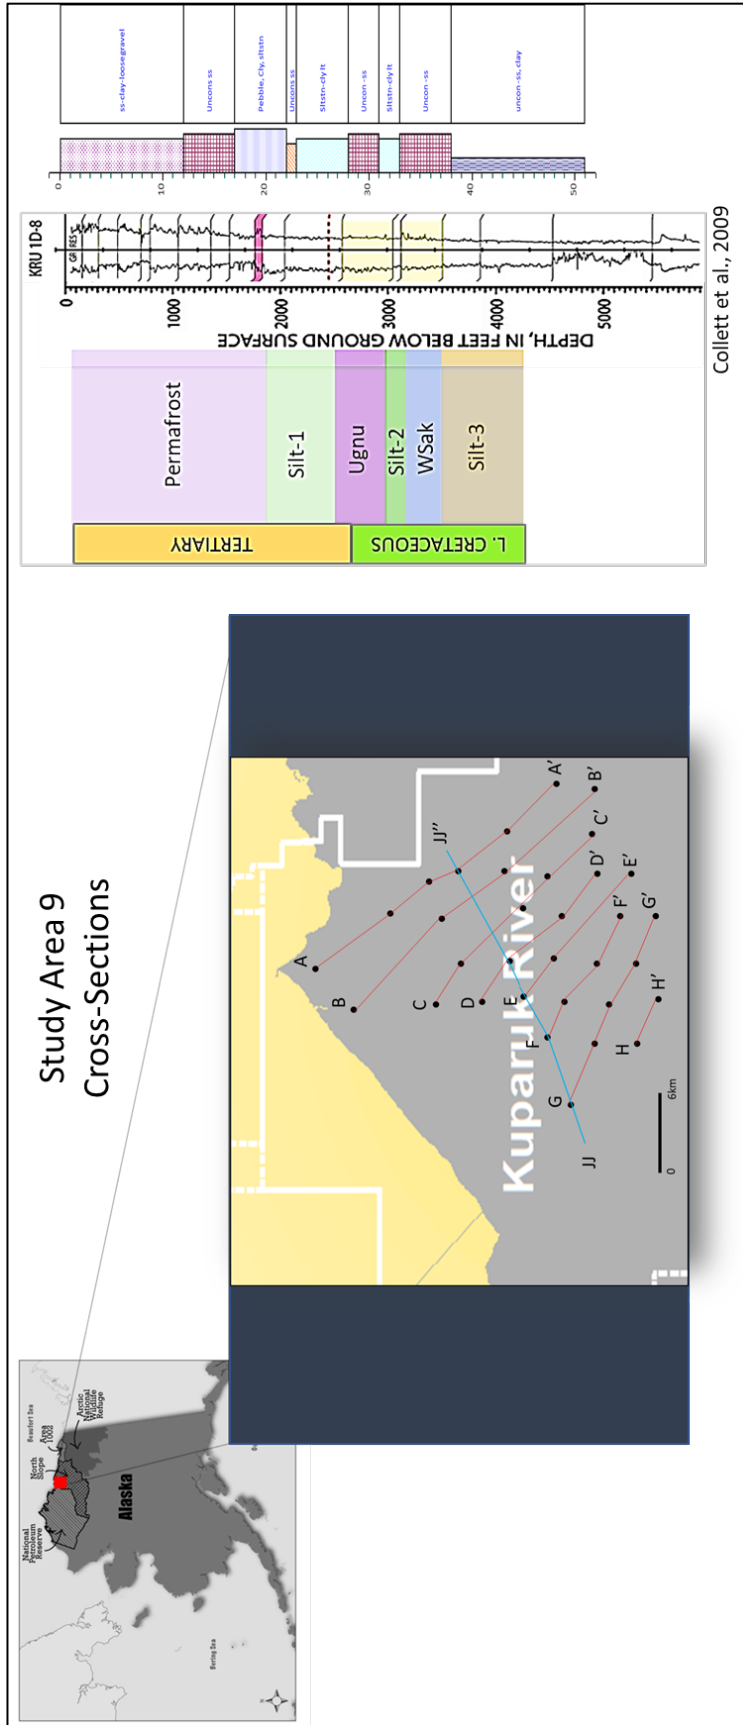 Study Area 9
Cross-Sections
Beaufort Sea
National
Petroleum
Reserve
North
Slope
Area
1002
Arctic
National
Wildlife
Refuge
Alaska
Bering Sea
Kuparuk River
A
A'
B
B'
C
C'
D
D'
E
E'
F
F'
G
G'
H
H'
JJ
JJ''
0
6km
TERTIARY
L. CRETACEOUS
Permafrost
Silt-1
Ugnu
Silt-2
WSak
Silt-3
DEPTH, IN FEET BELOW GROUND SURFACE
0
1000
2000
3000
4000
5000
KRU 1D-8
GR
RES
0
10
20
30
40
50
ss-clay-loosegravel
Uncons ss
Pebble, Cly, sltstn
Uncons ss
Sltstn-cly lt
Uncon -ss
Sltstn-cly lt
Uncon -ss
uncon -ss, clay
Collett et al., 2009